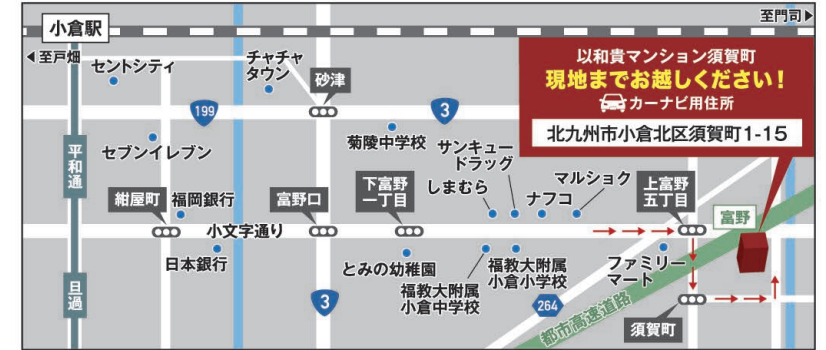 小倉駅
至門司▶
◀至戸畑
セントシティ
チャチャ
タウン
砂津
199
3
セブンイレブン
菊陵中学校
サンキュー
ドラッグ
以和貴マンション須賀町
現地までお越しください!
カーナビ用住所
北九州市小倉北区須賀町1-15
平和通
紺屋町
福岡銀行
富野口
下富野
一丁目
しまむら
ナフコ
マルショク
上富野
五丁目
富野
小文字通り
日本銀行
とみの幼稚園
福教大附属
小倉中学校
福教大附属
小倉小学校
ファミリー
マート
旦過
3
264
都市高速道路
須賀町